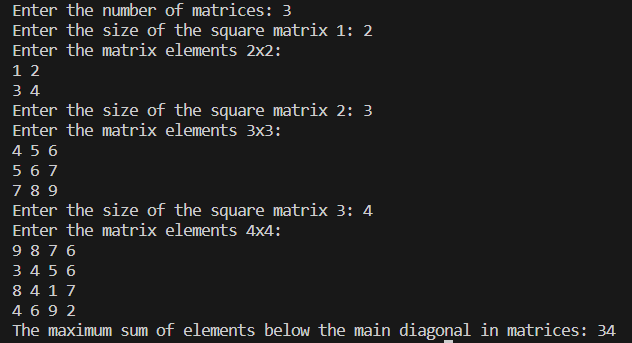 Enter the number of matrices: 3
Enter the size of the square matrix 1: 2
Enter the matrix elements 2x2:
1 2
3 4
Enter the size of the square matrix 2: 3
Enter the matrix elements 3x3:
4 5 6
5 6 7
7 8 9
Enter the size of the square matrix 3: 4
Enter the matrix elements 4x4:
9 8 7 6
3 4 5 6
8 4 1 7
4 6 9 2
The maximum sum of elements below the main diagonal in matrices: 34